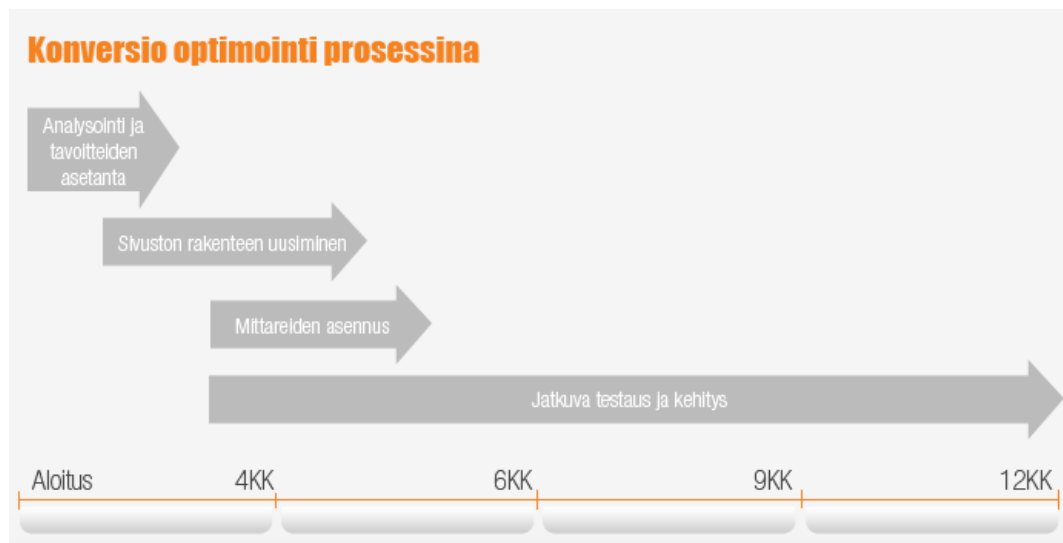 Konversio optimointi prosessina
Analysointi ja
tavoitteiden
asetanta
Sivuston rakenteen uusiminen
Mittareiden asennus
Jatkuva testaus ja kehitys
Aloitus 4KK 6KK 9KK 12KK